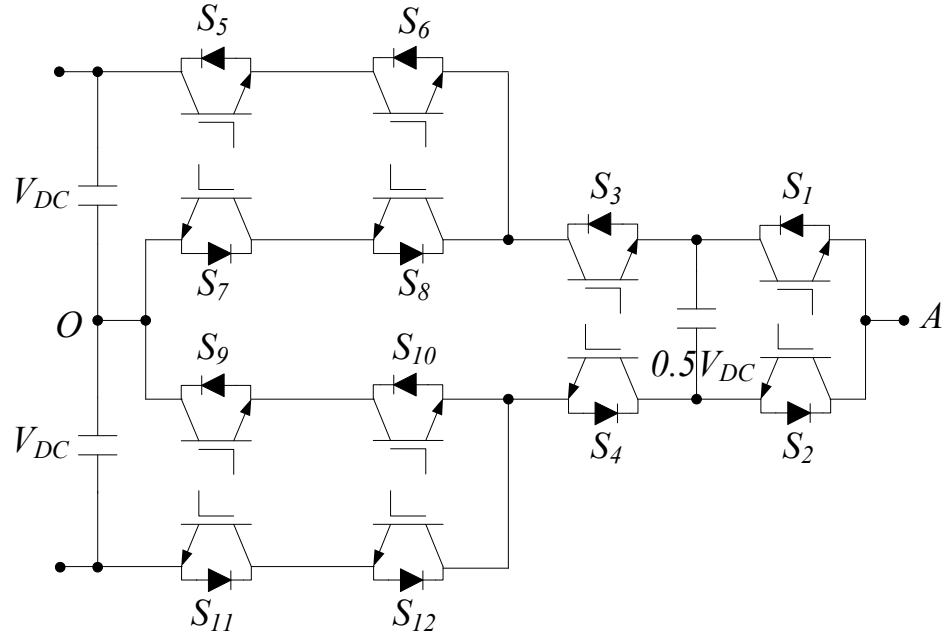 S5 S6
VDC
S3 S1
S7 S8
O A
S9 S10 0.5VDC
VDC
S4 S2
S11 S12